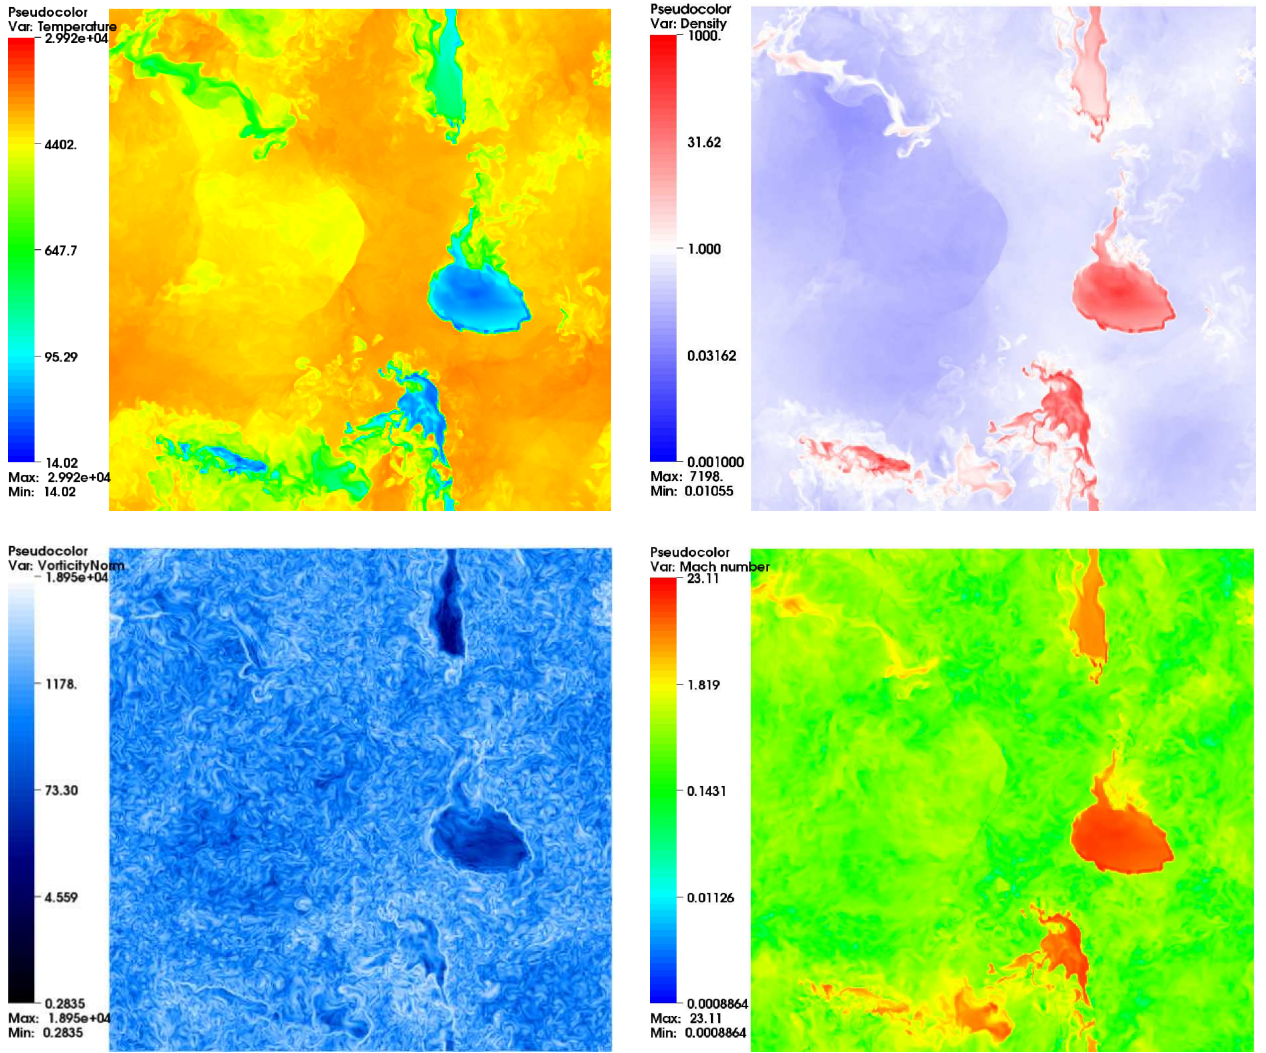 Pseudocolor
Var: Temperature
2.992e+04
4402.
647.7
95.29
14.02
Max: 2.992e+04
Min: 14.02
Pseudocolor
Var: Density
1000.
31.62
1.000
0.03162
0.001000
Max: 7198.
Min: 0.01055
Pseudocolor
Var: VorticityNorm
1.895e+04
1178.
73.30
4.559
0.2835
Max: 1.895e+04
Min: 0.2835
Pseudocolor
Var: Mach number
23.11
1.819
0.1431
0.01126
0.0008864
Max: 23.11
Min: 0.0008864